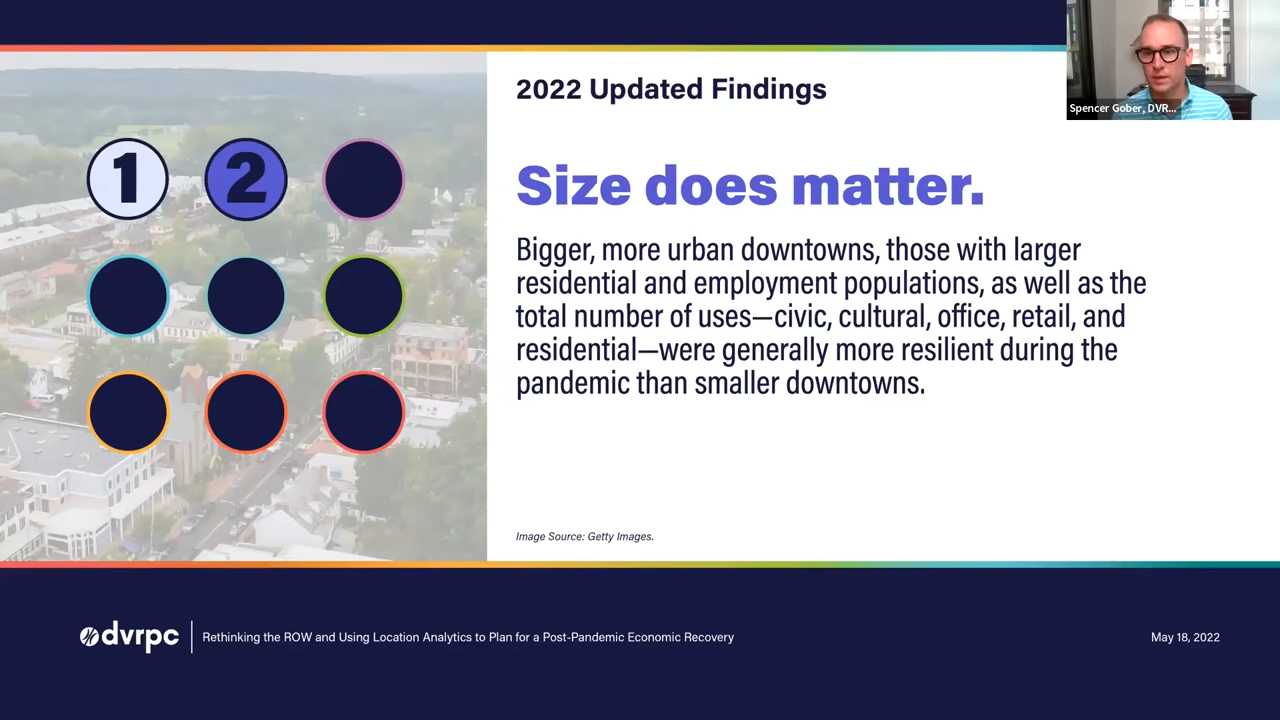 Spencer Gober, DVR...
2022 Updated Findings
1
2
Size does matter.
Bigger, more urban downtowns, those with larger
residential and employment populations, as well as the
total number of uses—civic, cultural, office, retail, and
residential—were generally more resilient during the
pandemic than smaller downtowns.
Image Source: Getty Images.
dvrpc
Rethinking the ROW and Using Location Analytics to Plan for a Post-Pandemic Economic Recovery
May 18, 2022